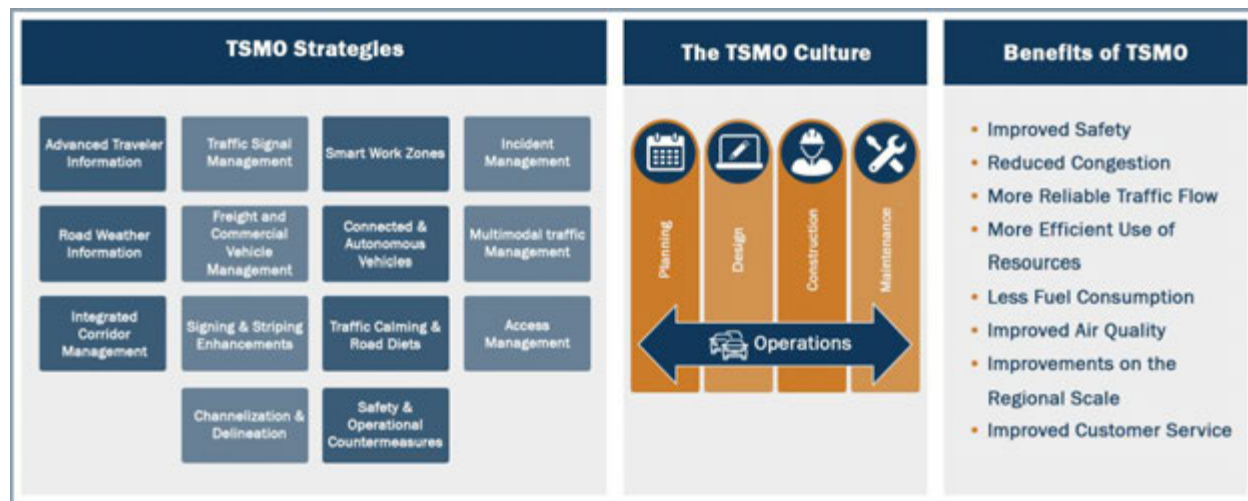 TSMO Strategies
Advanced Traveler
Information
Traffic Signal
Management
Smart Work Zones
Incident
Management
Road Weather
Information
Freight and
Commercial
Vehicle
Management
Connected &
Autonomous
Vehicles
Multimodal traffic
Management
Integrated
Corridor
Management
Signing & Striping
Enhancements
Traffic Calming &
Road Diets
Access
Management
Channelization &
Delineation
Safety &
Operational
Countermeasures
The TSMO Culture
Planning
Design
Construction
Maintenance
Operations
Benefits of TSMO
• Improved Safety
• Reduced Congestion
• More Reliable Traffic Flow
• More Efficient Use of
Resources
• Less Fuel Consumption
• Improved Air Quality
• Improvements on the
Regional Scale
• Improved Customer Service